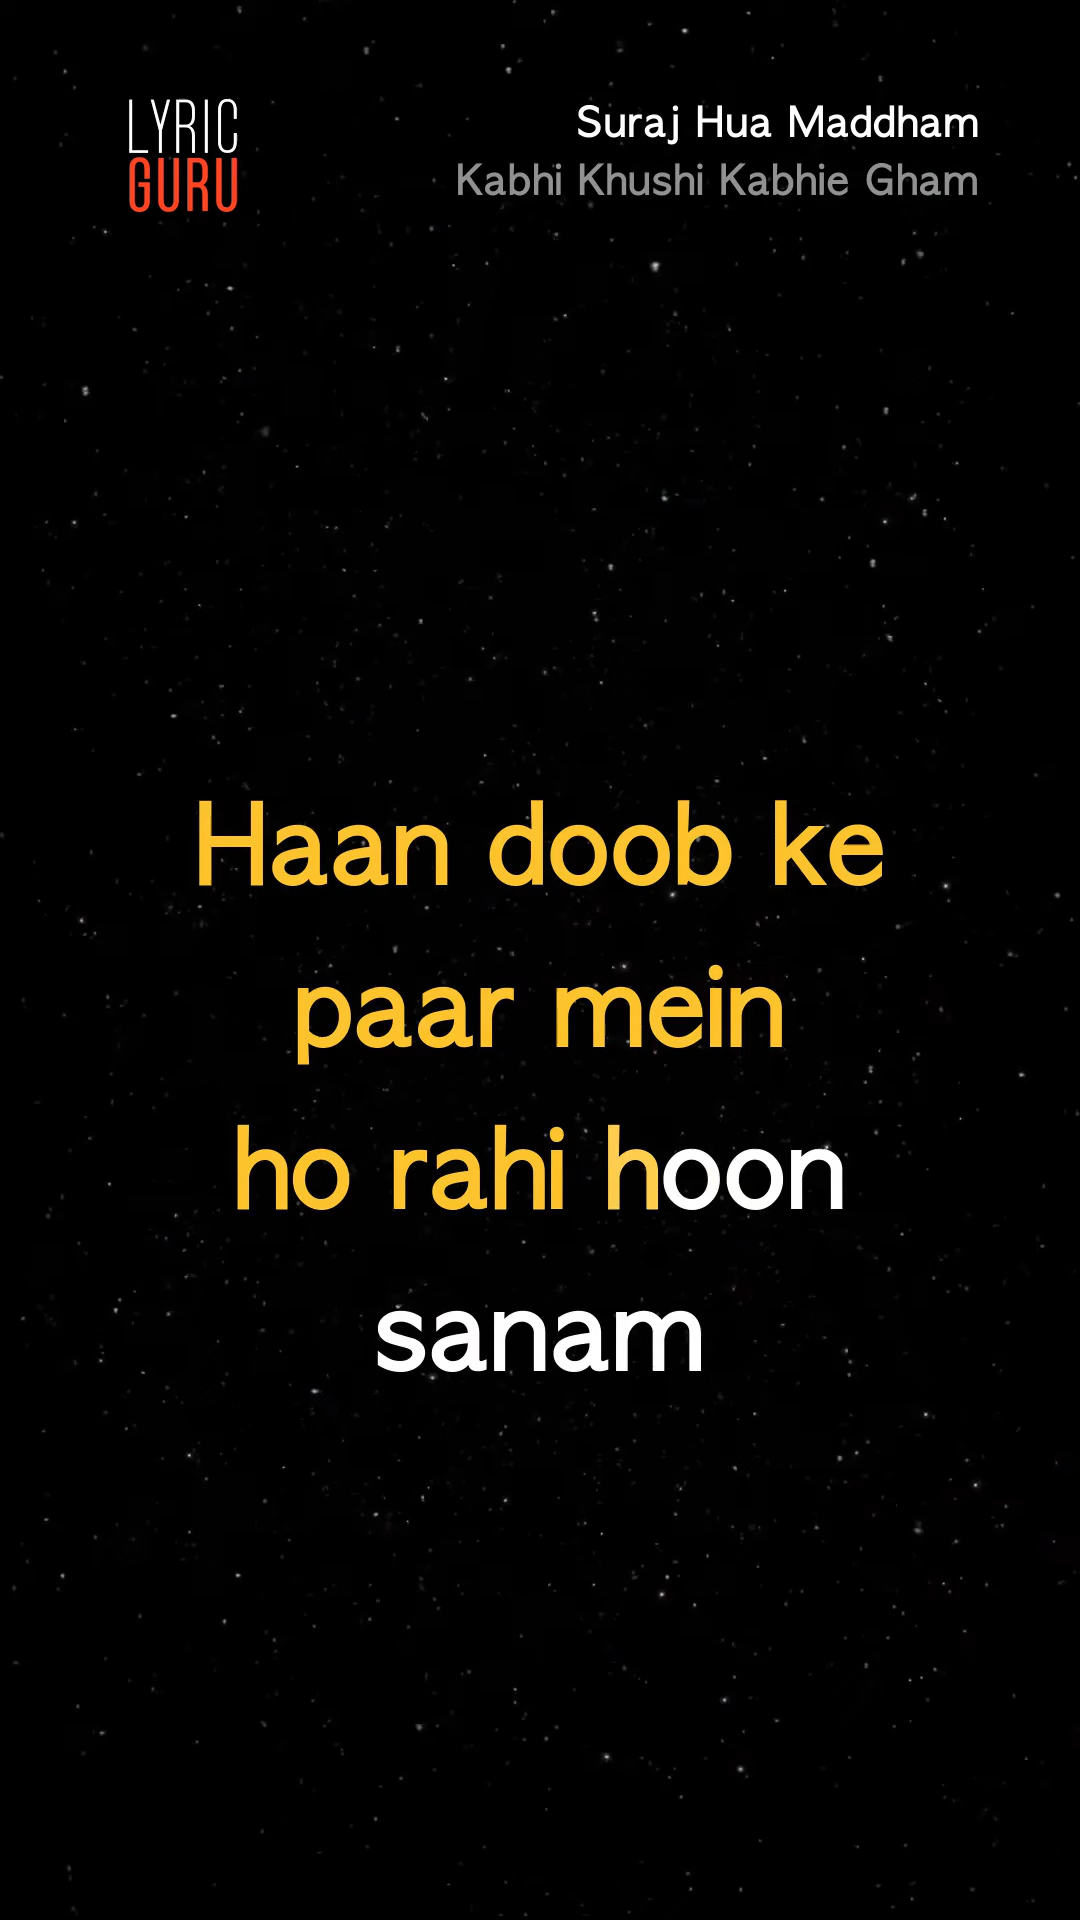 LYRIC
GURU
Suraj Hua Maddham
Kabhi Khushi Kabhie Gham
Haan doob ke
paar mein
ho rahi hoon
sanam